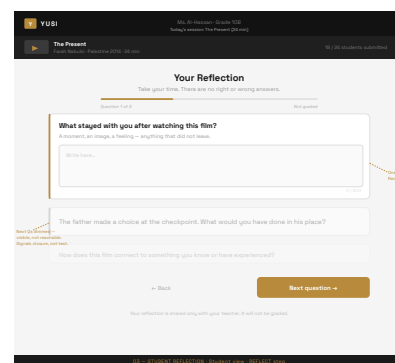 Y YUSI
Ms. Al-Hassan · Grade 10B
Today's session: The Present (24 min)
The Present
Farah Nabulsi · Palestine 2010 · 24 min
18 / 26 students submitted
Your Reflection
Take your time. There are no right or wrong answers.
Question 1 of 3
Not graded
What stayed with you after watching this film?
A moment, an image, a feeling — anything that did not leave.
Write here...
The father made a choice at the checkpoint. What would you have done in his place?
How does this film connect to something you know or have experienced?
← Back
Next question →
Your reflection is shared only with your teacher. It will not be graded.
03 — STUDENT REFLECTION · Student view · REFLECT step